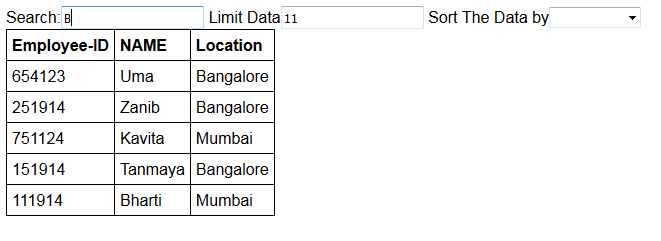 Search: B Limit Data 11 Sort The Data by
Employee-ID NAME Location
654123 Uma Bangalore
251914 Zanib Bangalore
751124 Kavita Mumbai
151914 Tanmaya Bangalore
111914 Bharti Mumbai